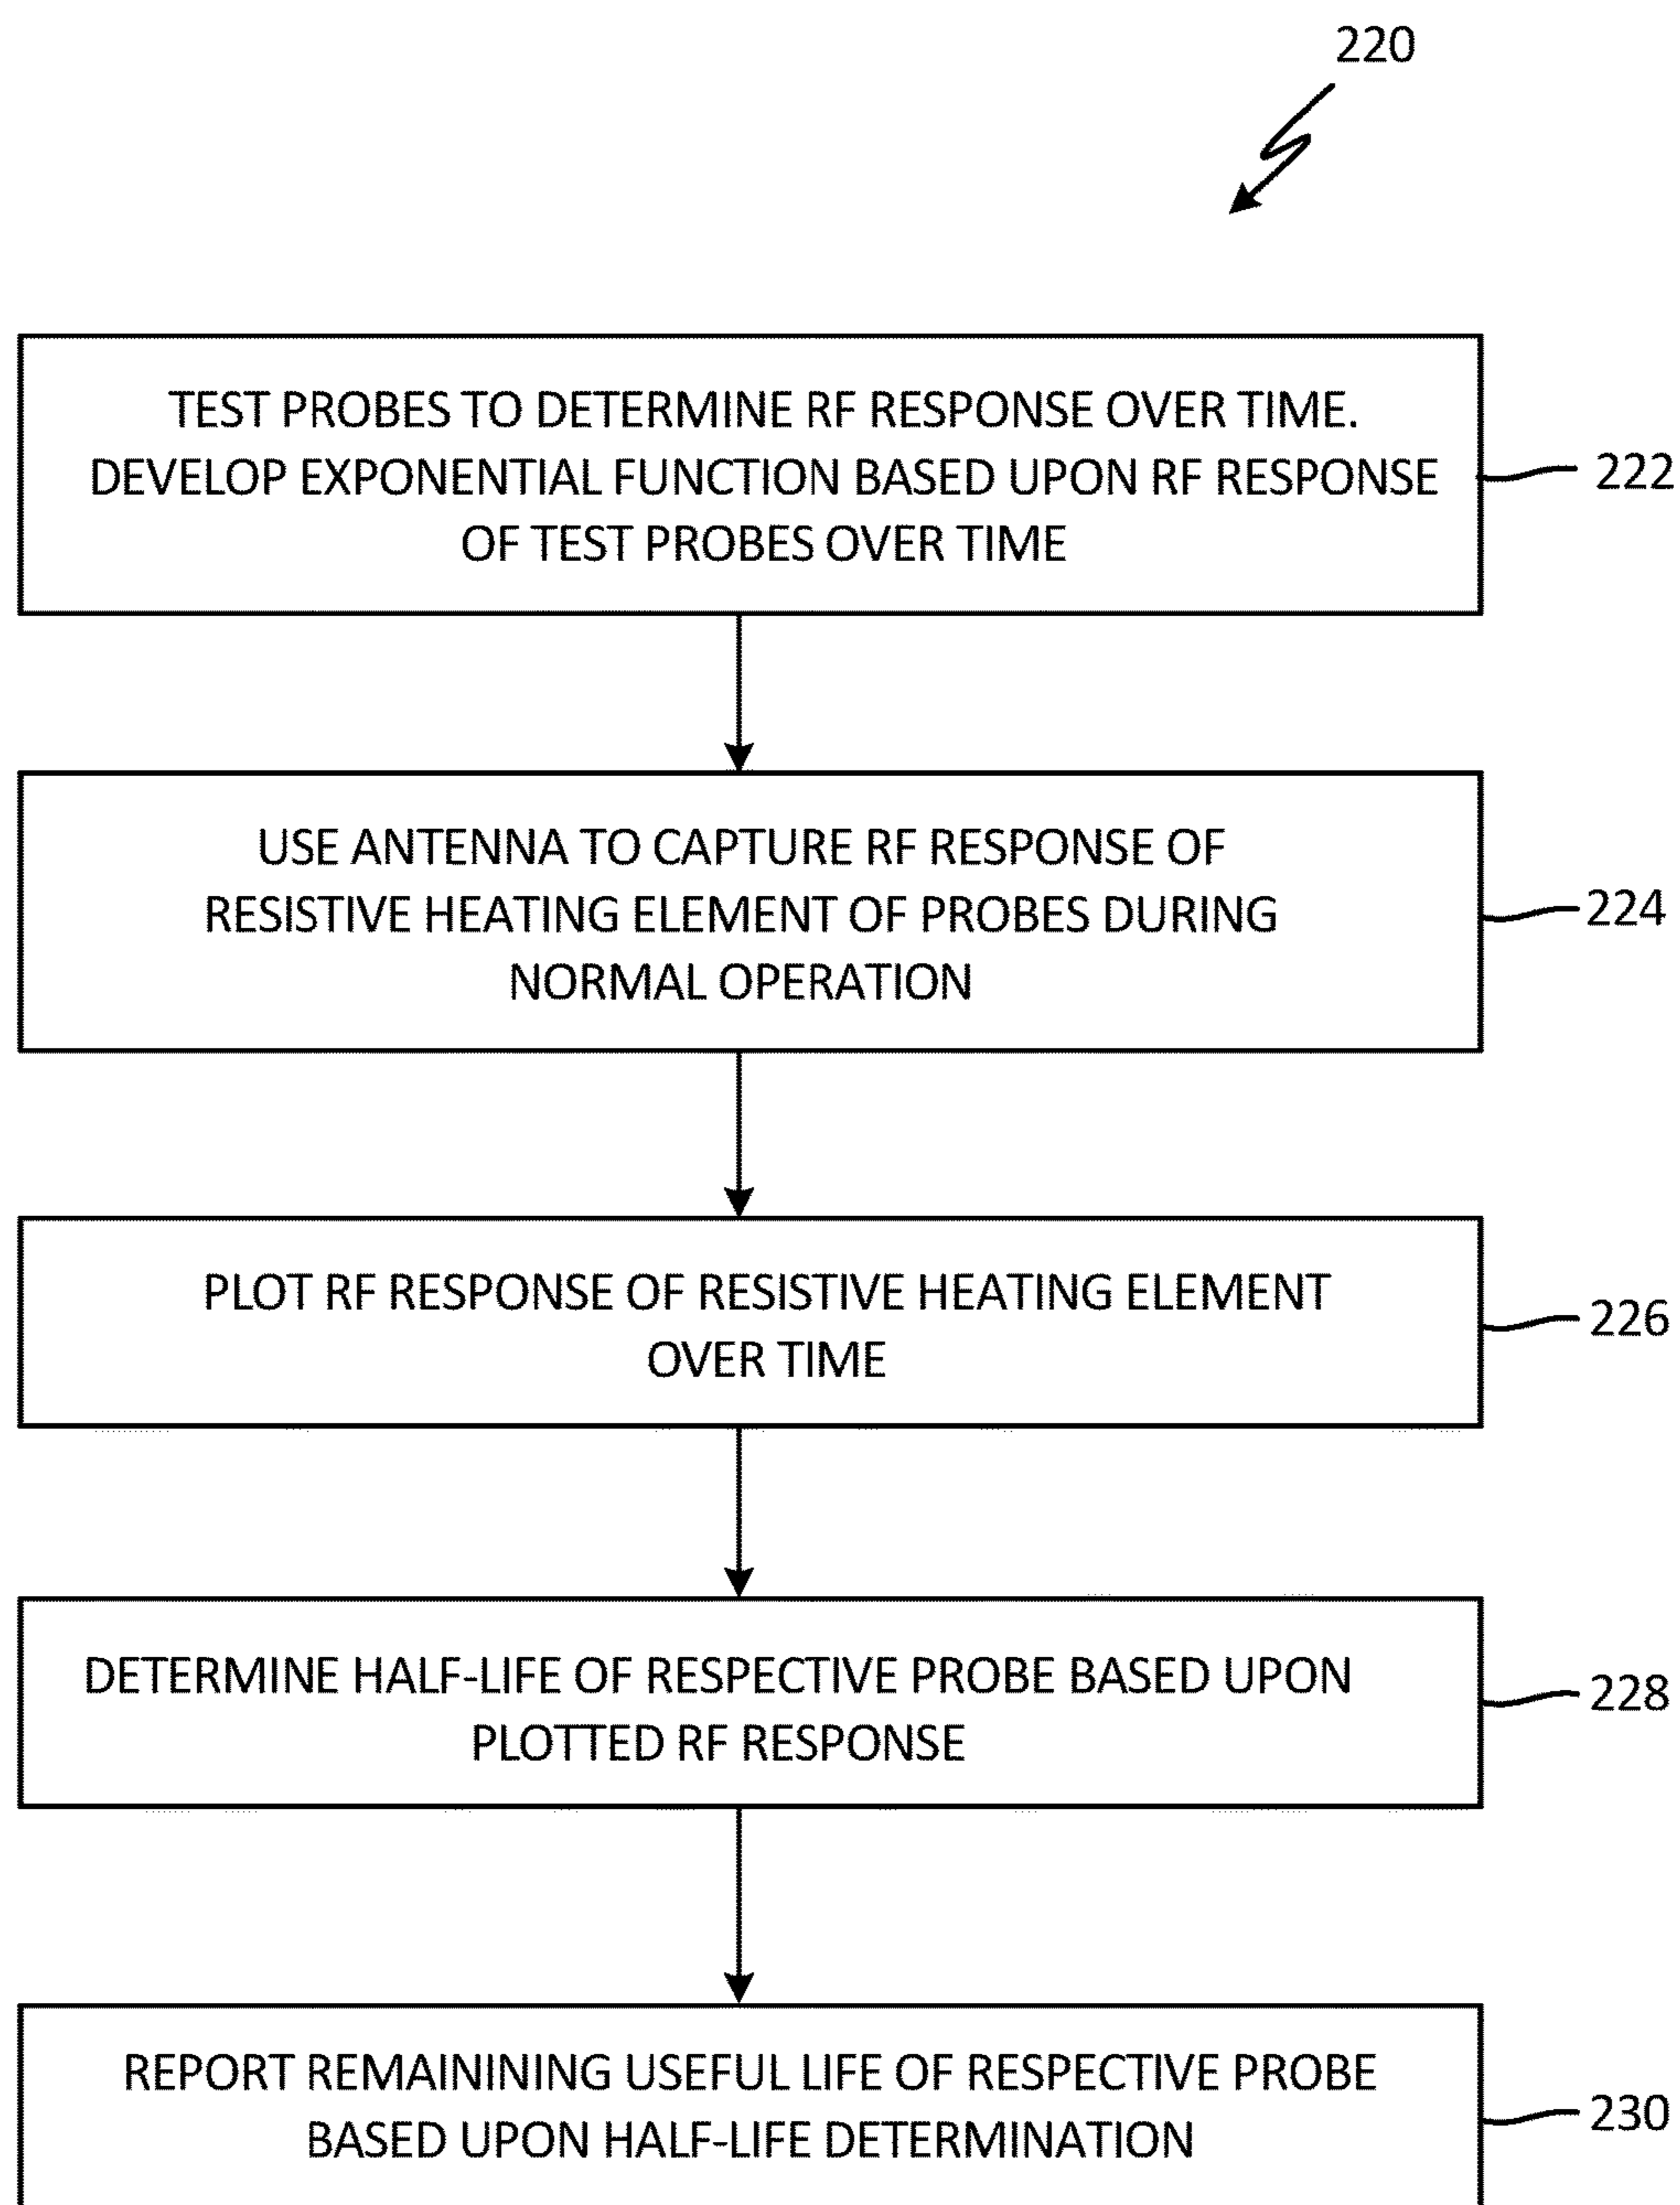 220
TEST PROBES TO DETERMINE RF RESPONSE OVER TIME.
DEVELOP EXPONENTIAL FUNCTION BASED UPON RF RESPONSE
OF TEST PROBES OVER TIME
222
USE ANTENNA TO CAPTURE RF RESPONSE OF
RESISTIVE HEATING ELEMENT OF PROBES DURING
NORMAL OPERATION
224
PLOT RF RESPONSE OF RESISTIVE HEATING ELEMENT
OVER TIME
226
DETERMINE HALF-LIFE OF RESPECTIVE PROBE BASED UPON
PLOTTED RF RESPONSE
228
REPORT REMAININING USEFUL LIFE OF RESPECTIVE PROBE
BASED UPON HALF-LIFE DETERMINATION
230